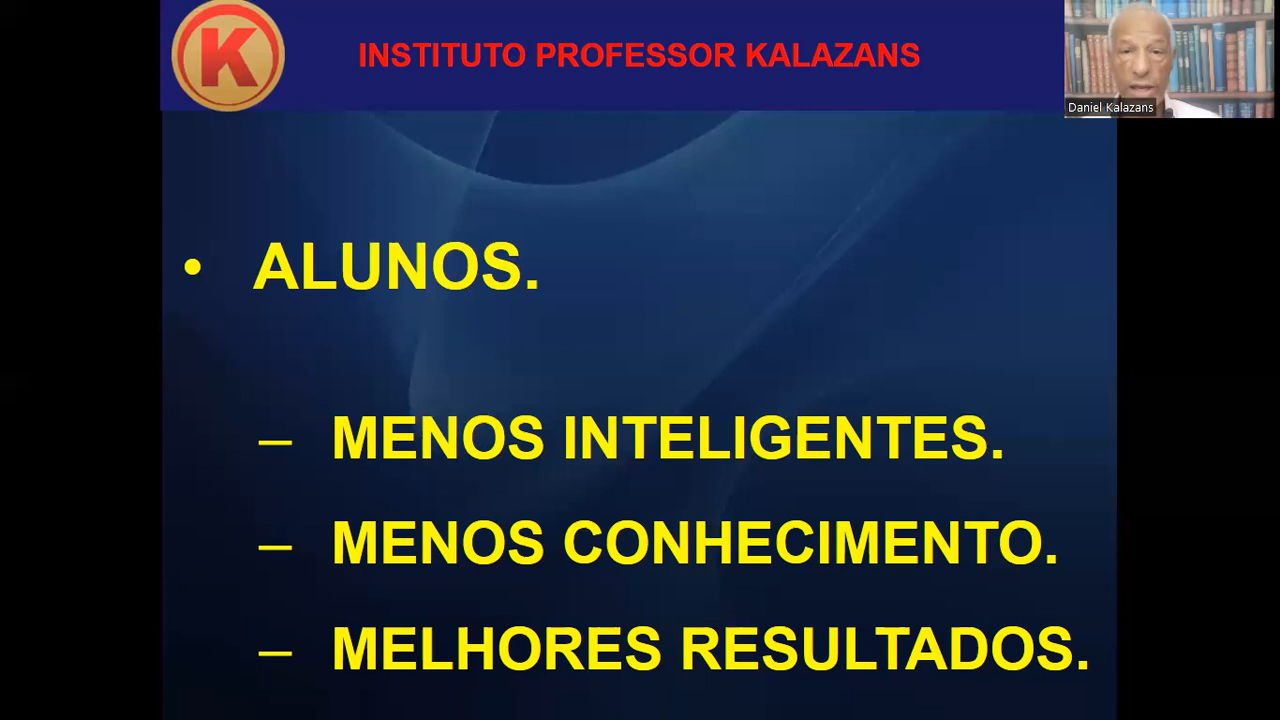 K
INSTITUTO PROFESSOR KALAZANS
Daniel Kalazans
• ALUNOS.
– MENOS INTELIGENTES.
– MENOS CONHECIMENTO.
– MELHORES RESULTADOS.